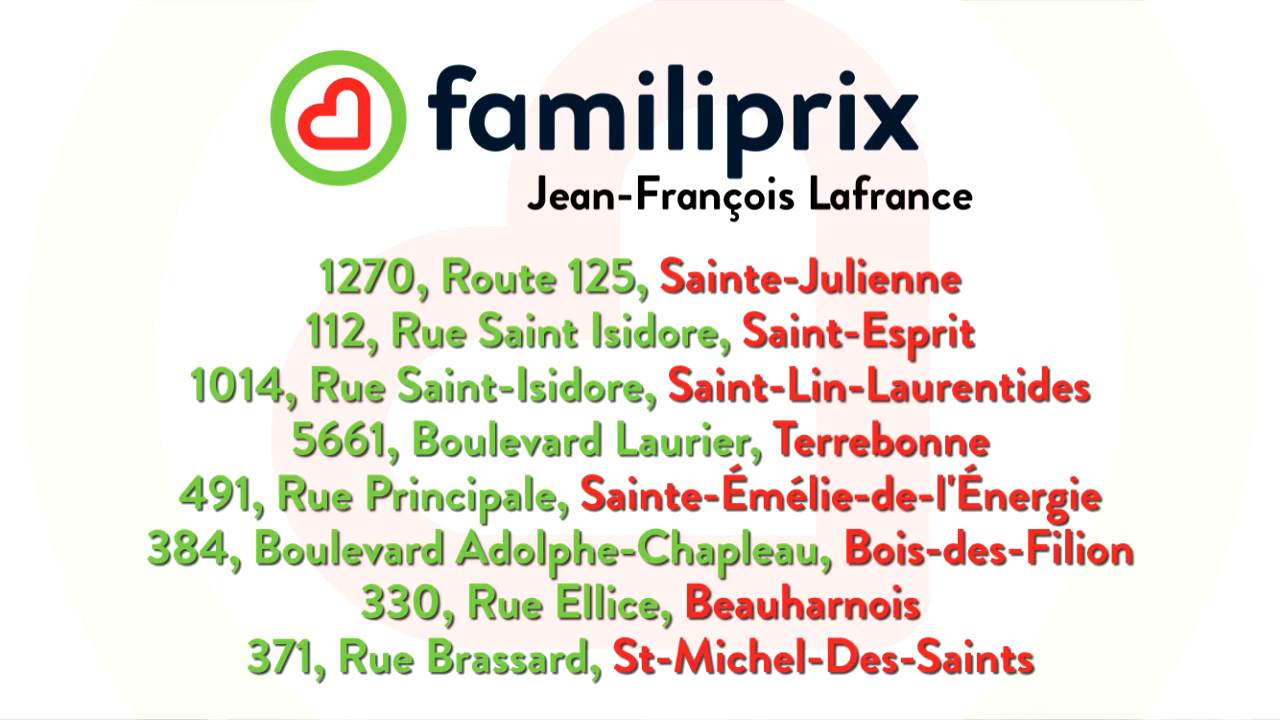 familiprix
Jean-François Lafrance
1270, Route 125, Sainte-Julienne
112, Rue Saint Isidore, Saint-Esprit
1014, Rue Saint-Isidore, Saint-Lin-Laurentides
5661, Boulevard Laurier, Terrebonne
491, Rue Principale, Sainte-Émélie-de-l'Énergie
384, Boulevard Adolphe-Chapleau, Bois-des-Filion
330, Rue Ellice, Beauharnois
371, Rue Brassard, St-Michel-Des-Saints